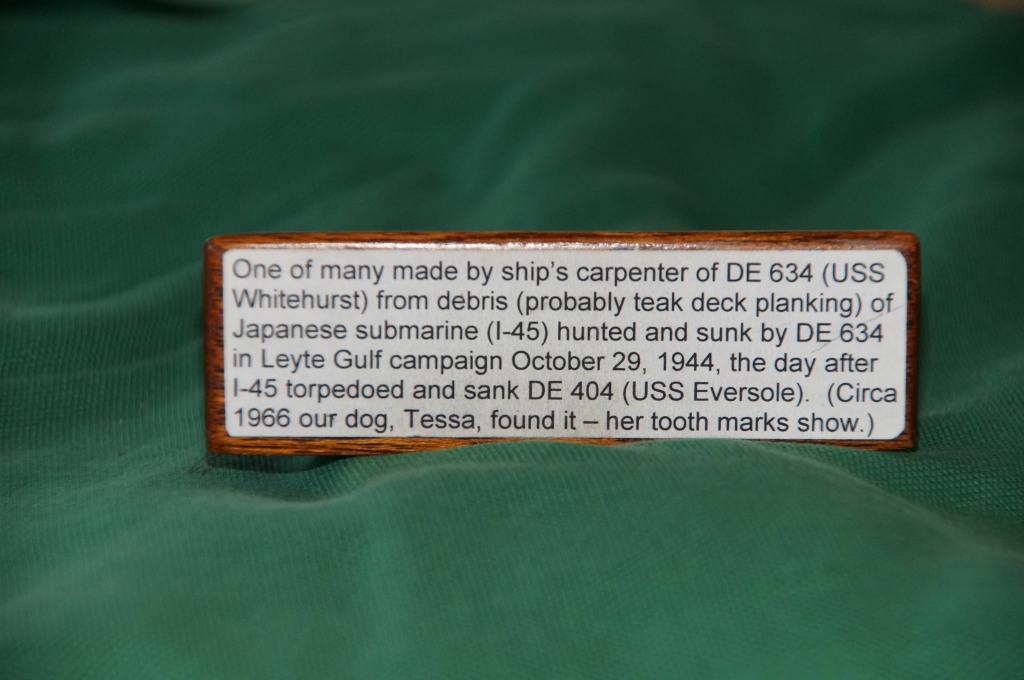 One of many made by ship's carpenter of DE 634 (USS
Whitehurst) from debris (probably teak deck planking) of
Japanese submarine (I-45) hunted and sunk by DE 634
in Leyte Gulf campaign October 29, 1944, the day after
I-45 torpedoed and sank DE 404 (USS Eversole).  (Circa
1966 our dog, Tessa, found it – her tooth marks show.)